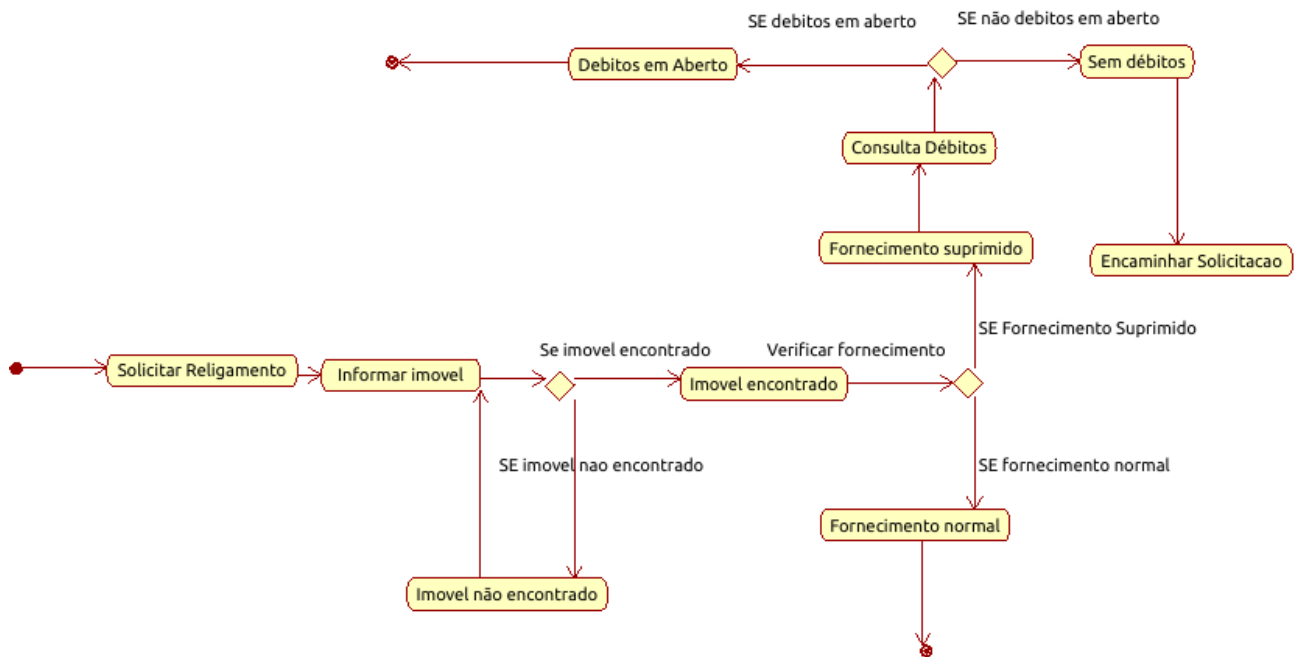 SE debitos em aberto
SE não debitos em aberto
Debitos em Aberto
Sem débitos
Consulta Débitos
Fornecimento suprimido
Encaminhar Solicitacao
SE Fornecimento Suprimido
Se imovel encontrado
Verificar fornecimento
Solicitar Religamento
Informar imovel
Imovel encontrado
SE imovel nao encontrado
SE fornecimento normal
Fornecimento normal
Imovel não encontrado